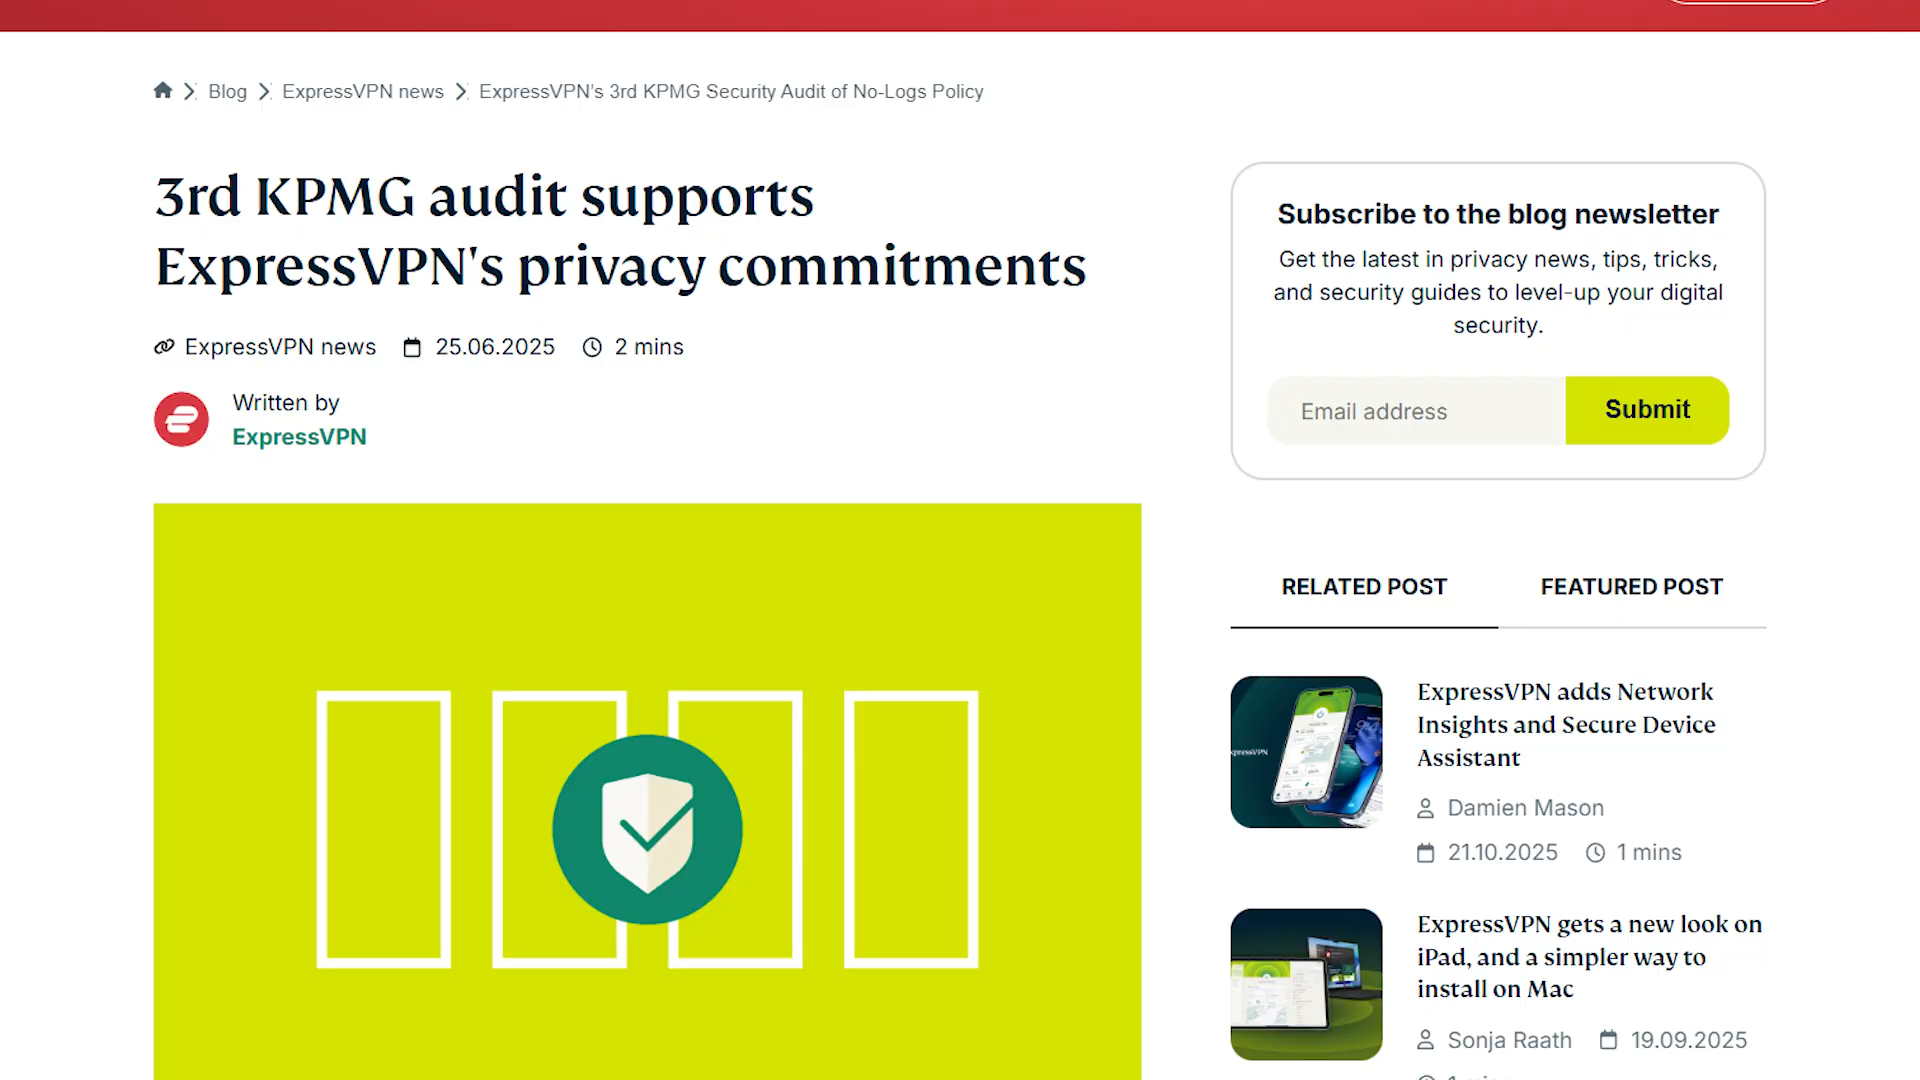 Blog
ExpressVPN news
ExpressVPN's 3rd KPMG Security Audit of No-Logs Policy
3rd KPMG audit supports
ExpressVPN's privacy commitments
ExpressVPN news
25.06.2025
2 mins
Written by
ExpressVPN
Subscribe to the blog newsletter
Get the latest in privacy news, tips, tricks,
and security guides to level-up your digital
security.
Email address
Submit
RELATED POST
FEATURED POST
ExpressVPN adds Network
Insights and Secure Device
Assistant
Damien Mason
21.10.2025
1 mins
ExpressVPN gets a new look on
iPad, and a simpler way to
install on Mac
Sonja Raath
19.09.2025